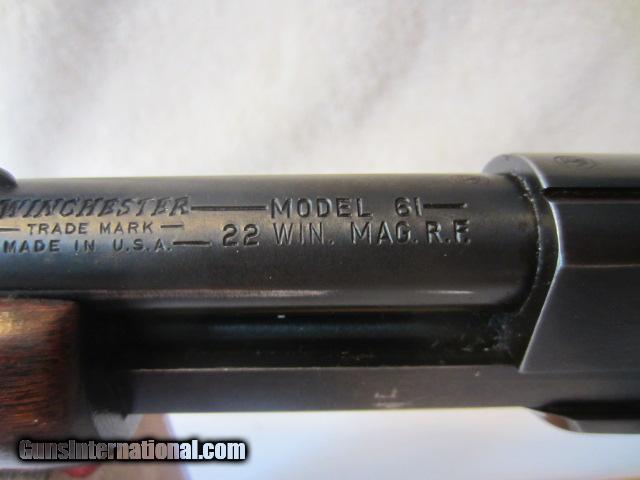 WINCHESTER — MODEL 61 —
— TRADE MARK —
MADE IN U.S.A. — 22 WIN. MAG. R.F.
GunsInternational.com